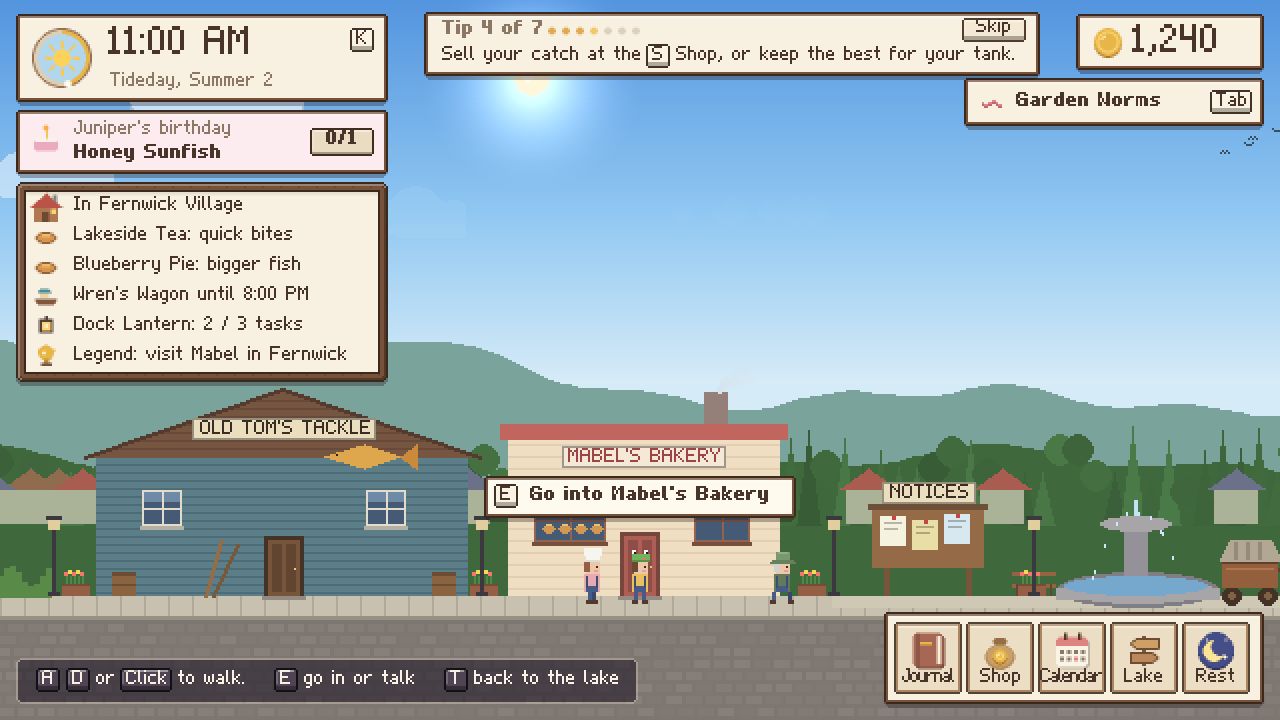 11:00 AM
K
Tideday, Summer 2
Juniper's birthday
Honey Sunfish
0/1
In Fernwick Village
Lakeside Tea: quick bites
Blueberry Pie: bigger fish
Wren's Wagon until 8:00 PM
Dock Lantern: 2 / 3 tasks
Legend: visit Mabel in Fernwick
Tip 4 of 7
Skip
Sell your catch at the S Shop, or keep the best for your tank.
1,240
Garden Worms
Tab
OLD TOM'S TACKLE
MABEL'S BAKERY
E Go into Mabel's Bakery
NOTICES
A D or Click to walk. E go in or talk T back to the lake
Journal
Shop
Calendar
Lake
Rest